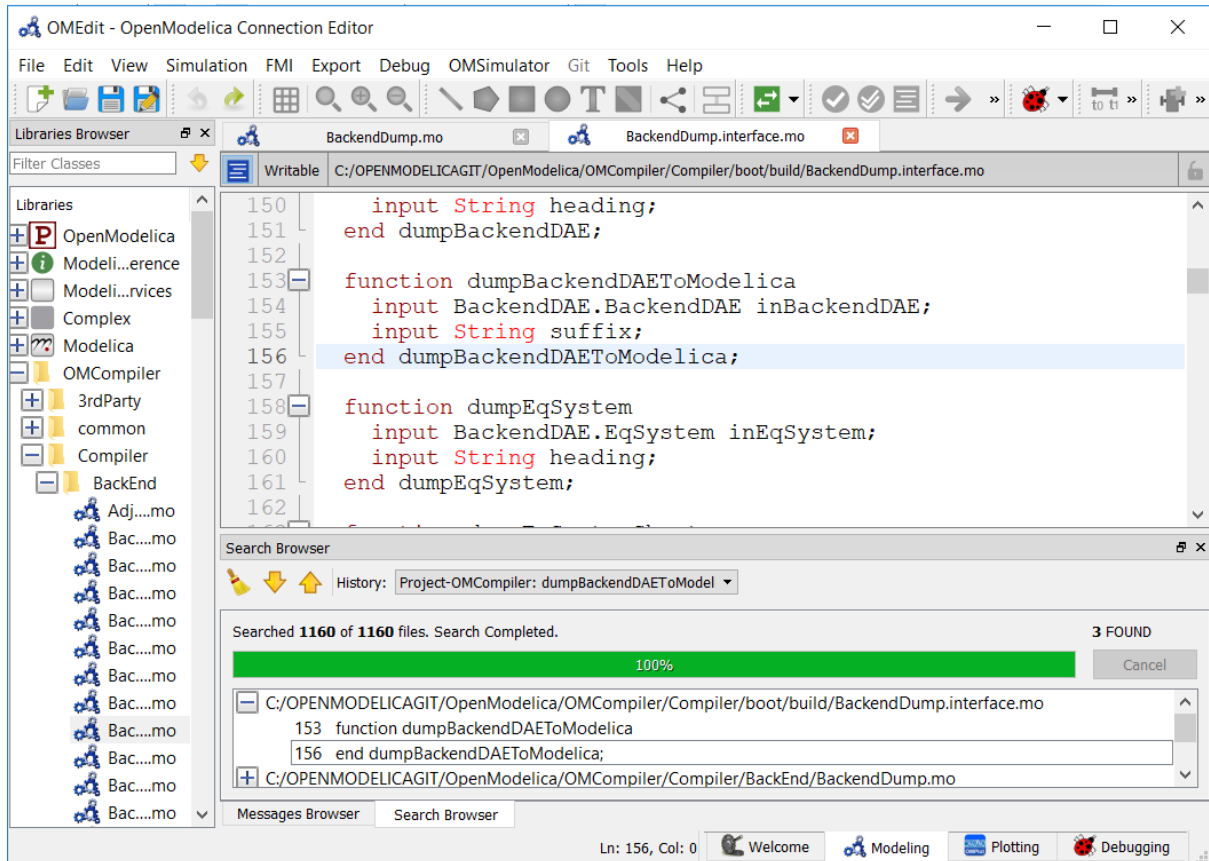 OMEdit - OpenModelica Connection Editor
File Edit View Simulation FMI Export Debug OMSimulator Git Tools Help
T to t1 » »
Libraries Browser
BackendDump.mo BackendDump.interface.mo
Filter Classes
Writable C:/OPENMODELICAGIT/OpenModelica/OMCompiler/Compiler/boot/build/BackendDump.interface.mo
Libraries
P OpenModelica
i Modeli...erence
Modeli...rvices
Complex
Modelica
OMCompiler
3rdParty
common
Compiler
BackEnd
Adj....mo
Bac....mo
Bac....mo
Bac....mo
Bac....mo
Bac....mo
Bac....mo
Bac....mo
Bac....mo
Bac....mo
Bac....mo
Bac....mo
150 input String heading;
151 end dumpBackendDAE;
152
153 function dumpBackendDAEToModelica
154 input BackendDAE.BackendDAE inBackendDAE;
155 input String suffix;
156 end dumpBackendDAEToModelica;
157
158 function dumpEqSystem
159 input BackendDAE.EqSystem inEqSystem;
160 input String heading;
161 end dumpEqSystem;
162
Search Browser
History: Project-OMCompiler: dumpBackendDAEToModel
Searched 1160 of 1160 files. Search Completed. 3 FOUND
100% Cancel
C:/OPENMODELICAGIT/OpenModelica/OMCompiler/Compiler/boot/build/BackendDump.interface.mo
153 function dumpBackendDAEToModelica
156 end dumpBackendDAEToModelica;
C:/OPENMODELICAGIT/OpenModelica/OMCompiler/Compiler/BackEnd/BackendDump.mo
Messages Browser Search Browser
Ln: 156, Col: 0 Welcome Modeling Plotting Debugging